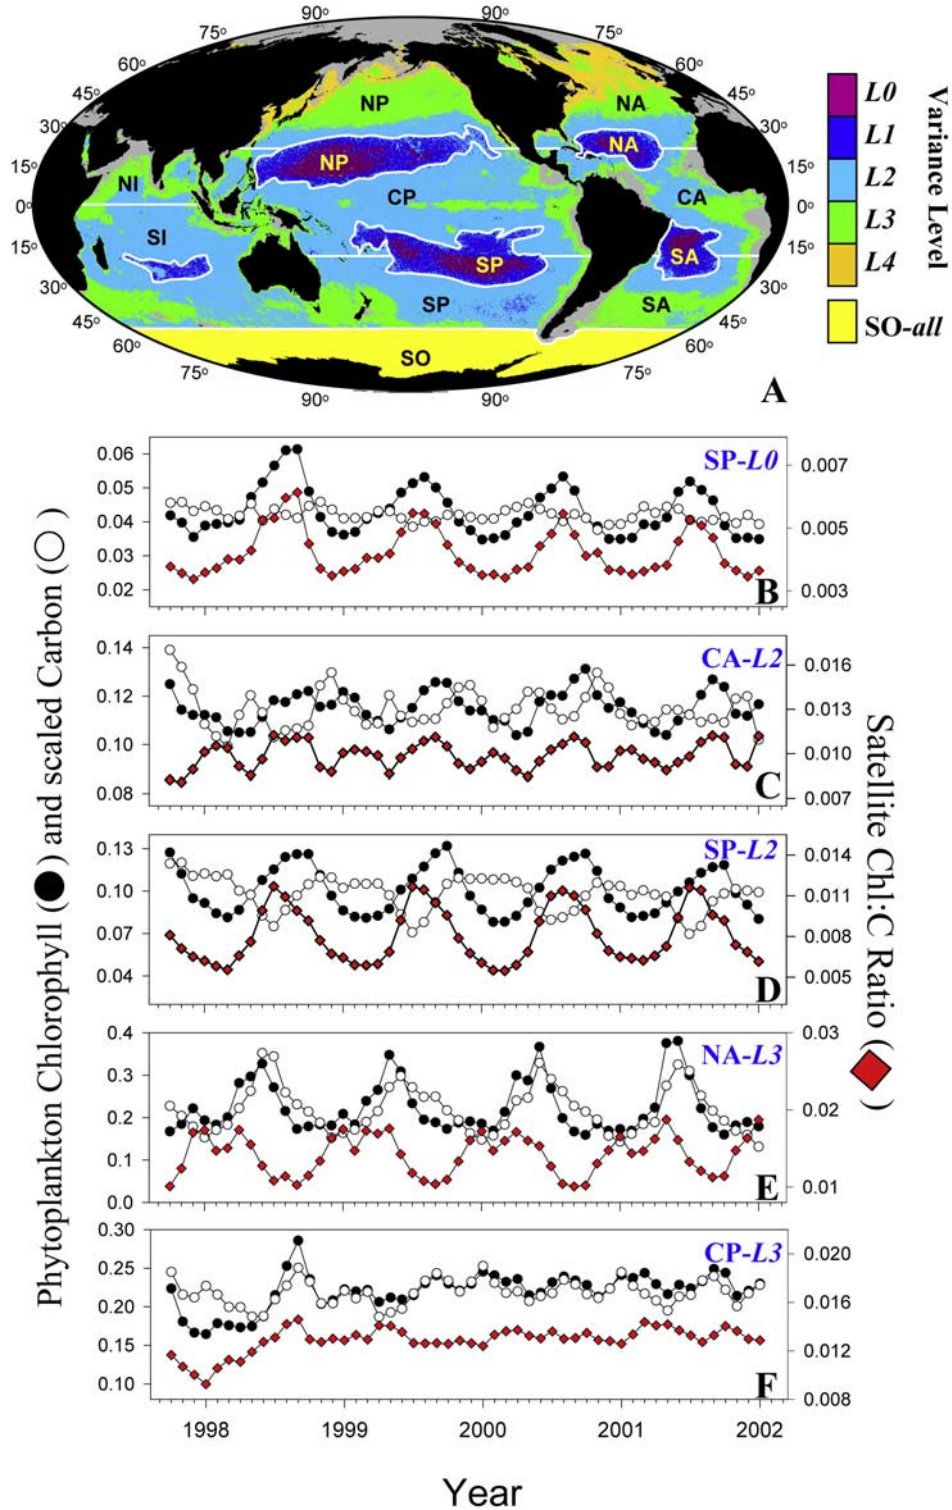 90° 90°
75° 75°
60° 60°
45° 45°
30° 30°
15° 15°
0° 0°
15° 15°
30° 30°
45° 45°
60° 60°
75° 75°
90° 90°
NP NA
NP NA
NI CP CA
SI SP SA
SP SA
SO
A
L0
L1
L2
L3
L4
SO-all
Variance Level
Phytoplankton Chlorophyll (●) and scaled Carbon (○)
Satellite Chl:C Ratio (◆)
SP-L0
0.06
0.05
0.04
0.03
0.02
0.007
0.005
0.003
B
CA-L2
0.14
0.12
0.10
0.08
0.016
0.013
0.010
0.007
C
SP-L2
0.13
0.10
0.07
0.04
0.014
0.011
0.008
0.005
D
NA-L3
0.4
0.3
0.2
0.1
0.0
0.03
0.02
0.01
E
CP-L3
0.30
0.25
0.20
0.15
0.10
0.020
0.016
0.012
0.008
F
1998 1999 2000 2001 2002
Year